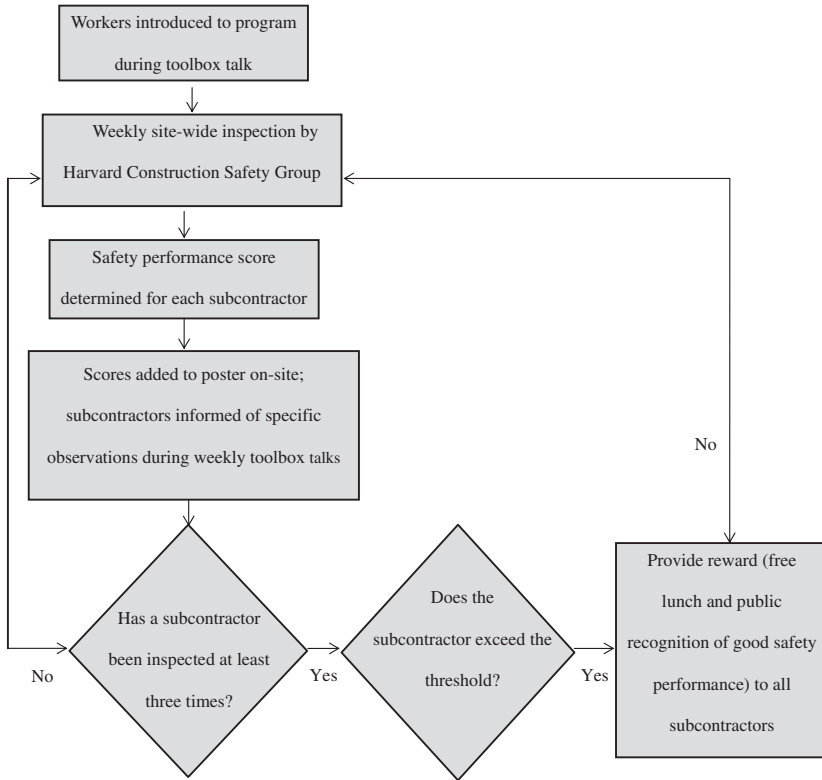 Workers introduced to program
during toolbox talk
Weekly site-wide inspection by
Harvard Construction Safety Group
Safety performance score
determined for each subcontractor
Scores added to poster on-site;
subcontractors informed of specific
observations during weekly toolbox talks
No
Has a subcontractor
been inspected at least
three times?
No
Yes
Does the
subcontractor exceed the
threshold?
Yes
Provide reward (free
lunch and public
recognition of good safety
performance) to all
subcontractors